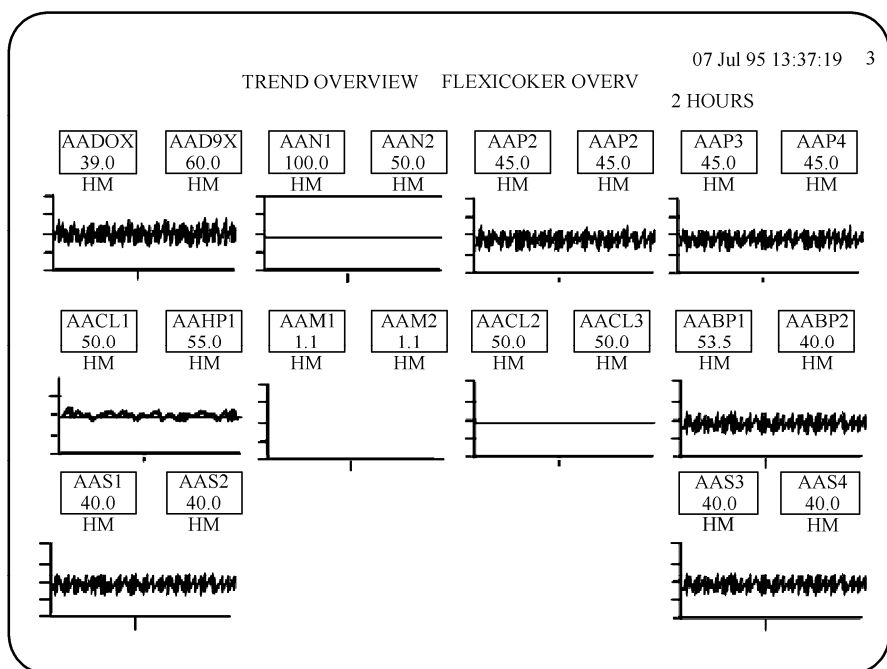 07 Jul 95 13:37:19 3
TREND OVERVIEW FLEXICOKER OVERV
2 HOURS
AADOX AAD9X AAN1 AAN2 AAP2 AAP2 AAP3 AAP4
39.0 60.0 100.0 50.0 45.0 45.0 45.0 45.0
HM HM HM HM HM HM HM HM
AACL1 AAHP1 AAM1 AAM2 AACL2 AACL3 AABP1 AABP2
50.0 55.0 1.1 1.1 50.0 50.0 53.5 40.0
HM HM HM HM HM HM HM HM
AAS1 AAS2 AAS3 AAS4
40.0 40.0 40.0 40.0
HM HM HM HM